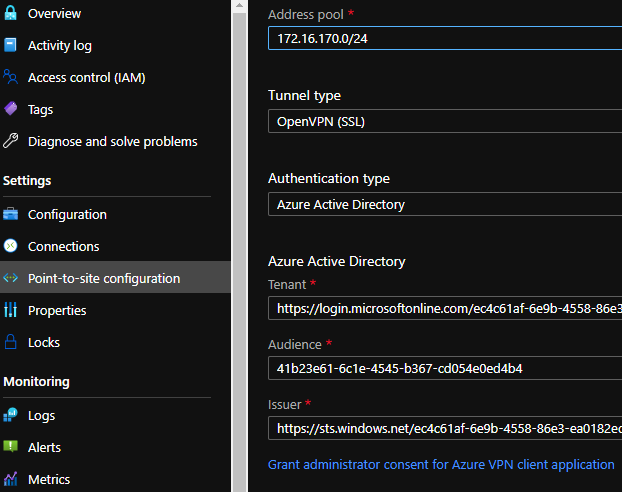 Overview
Activity log
Access control (IAM)
Tags
Diagnose and solve problems
Settings
Configuration
Connections
Point-to-site configuration
Properties
Locks
Monitoring
Logs
Alerts
Metrics
Address pool *
172.16.170.0/24
Tunnel type
OpenVPN (SSL)
Authentication type
Azure Active Directory
Azure Active Directory
Tenant *
https://login.microsoftonline.com/ec4c61af-6e9b-4558-86e3
Audience *
41b23e61-6c1e-4545-b367-cd054e0ed4b4
Issuer *
https://sts.windows.net/ec4c61af-6e9b-4558-86e3-ea0182ec
Grant administrator consent for Azure VPN client application